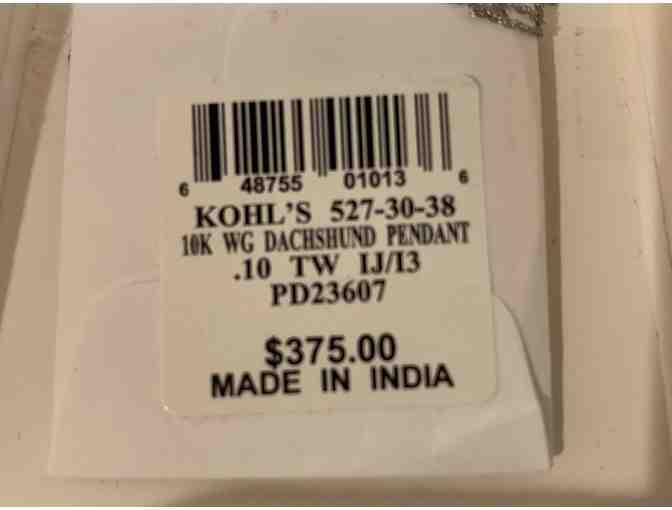 6 48755 01013 6
KOHL'S 527-30-38
10K WG DACHSHUND PENDANT
.10 TW IJ/I3
PD23607
$375.00
MADE IN INDIA